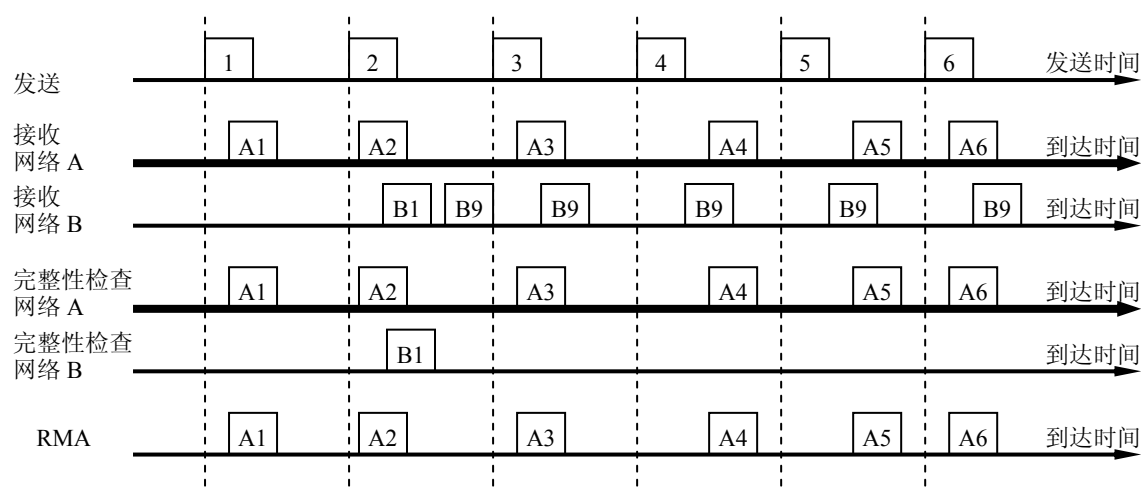 1 2 3 4 5 6 发送时间
发送
接收
网络 A
A1 A2 A3 A4 A5 A6 到达时间
接收
网络 B
B1 B9 B9 B9 B9 B9 到达时间
完整性检查
网络 A
A1 A2 A3 A4 A5 A6 到达时间
完整性检查
网络 B
B1 到达时间
RMA A1 A2 A3 A4 A5 A6 到达时间